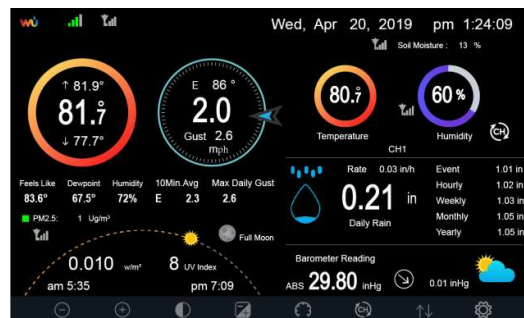 wu
Wed, Apr 20, 2019 pm 1:24:09
Soil Moisture : 13 %
↑ 81.9°
81.7°
↓ 77.7°
E 86 °
2.0
Gust 2.6
mph
80.7°
Temperature
60 %
Humidity
CH
CH1
Feels Like Dewpoint Humidity 10Min.Avg Max Daily Gust
83.6° 67.5° 72% E 2.3 2.6
PM2.5: 1 Ug/m³
Full Moon
0.010 w/m² 8 UV Index
am 5:35 pm 7:09
Rate 0.03 in/h
0.21 in
Daily Rain
Event 1.01 in
Hourly 1.02 in
Weekly 1.03 in
Monthly 1.05 in
Yearly 1.05 in
Barometer Reading
ABS 29.80 inHg 0.01 inHg
CH